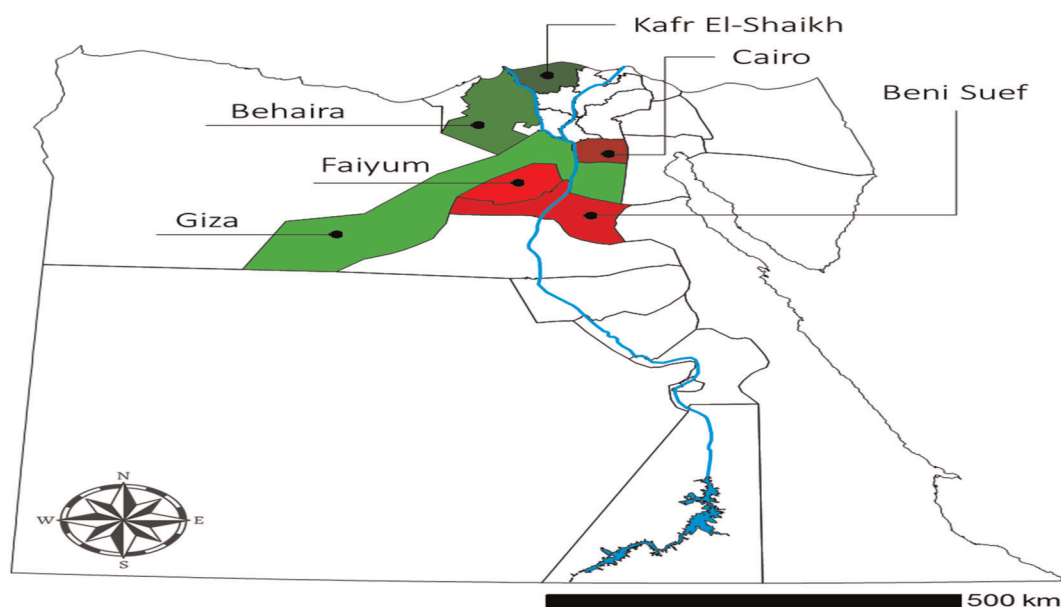 Kafr El-Shaikh
Cairo
Beni Suef
Behaira
Faiyum
Giza
N
W
E
S
500 km